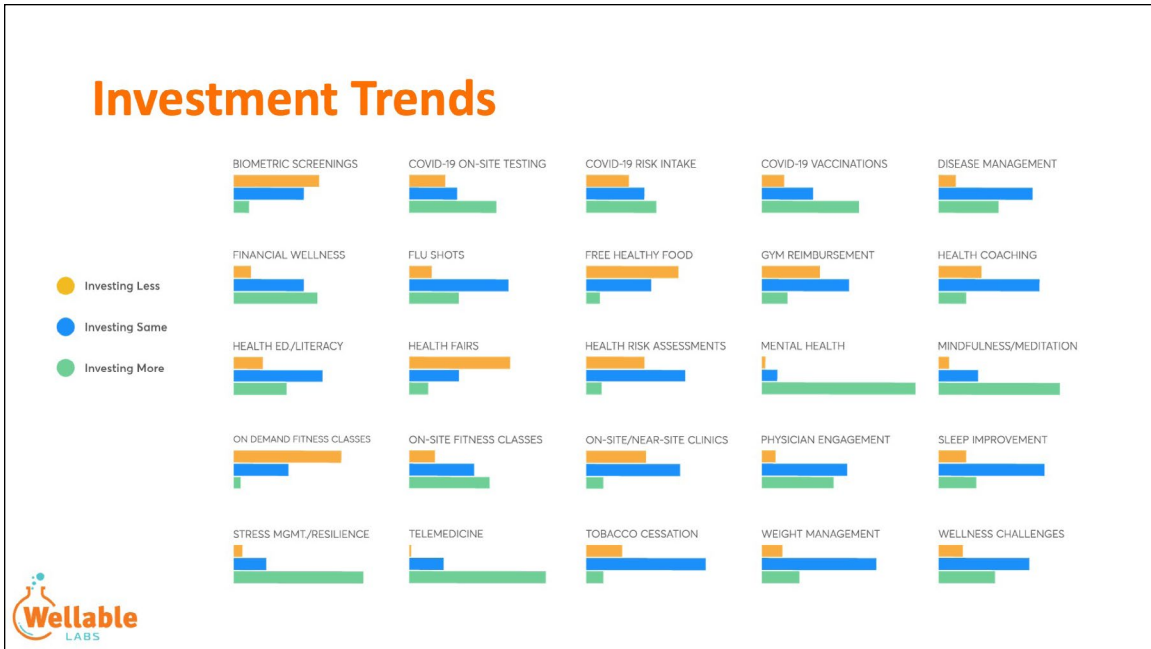 Investment Trends
BIOMETRIC SCREENINGS
COVID-19 ON-SITE TESTING
COVID-19 RISK INTAKE
COVID-19 VACCINATIONS
DISEASE MANAGEMENT
FINANCIAL WELLNESS
FLU SHOTS
FREE HEALTHY FOOD
GYM REIMBURSEMENT
HEALTH COACHING
Investing Less
Investing Same
Investing More
HEALTH ED./LITERACY
HEALTH FAIRS
HEALTH RISK ASSESSMENTS
MENTAL HEALTH
MINDFULNESS/MEDITATION
ON DEMAND FITNESS CLASSES
ON-SITE FITNESS CLASSES
ON-SITE/NEAR-SITE CLINICS
PHYSICIAN ENGAGEMENT
SLEEP IMPROVEMENT
STRESS MGMT./RESILIENCE
TELEMEDICINE
TOBACCO CESSATION
WEIGHT MANAGEMENT
WELLNESS CHALLENGES
Wellable
LABS